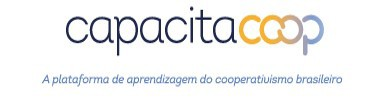 capacitacoop
A plataforma de aprendizagem do cooperativismo brasileiro